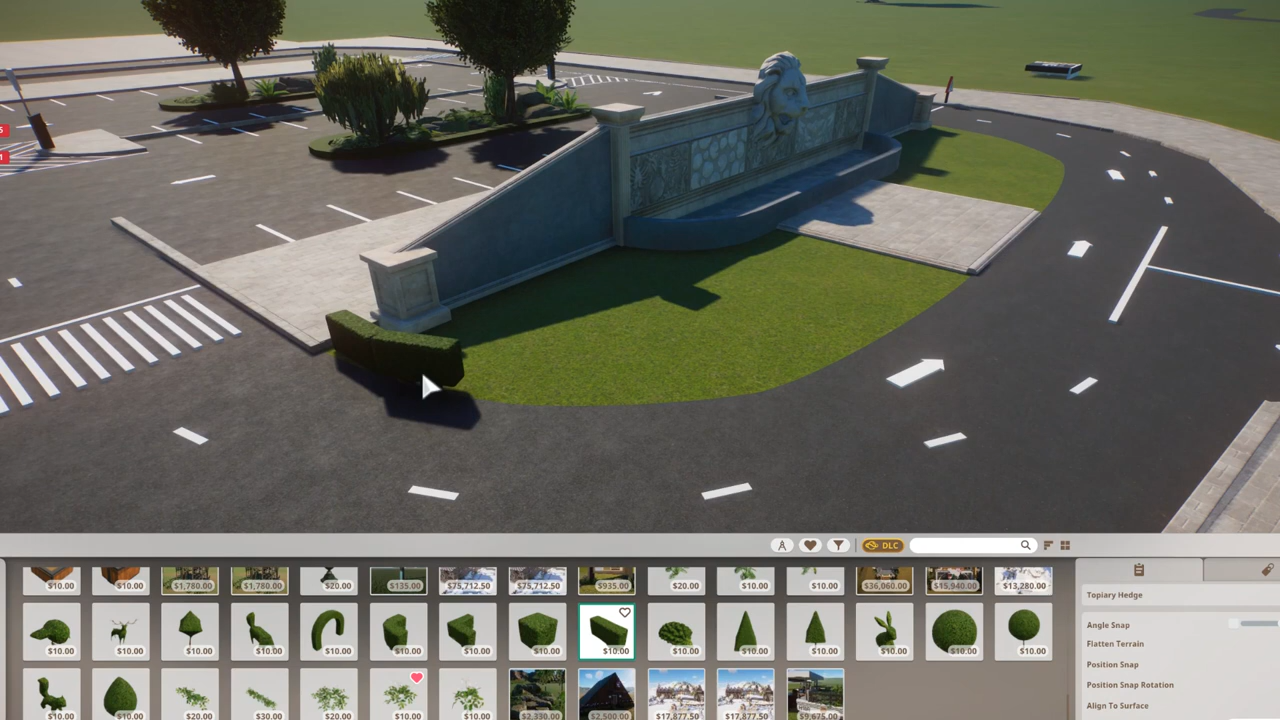 5
1
DLC
$10.00 $10.00 $1,780.00 $1,780.00 $20.00 $135.00 $75,712.50 $75,712.50 $935.00 $20.00 $10.00 $10.00 $36,060.00 $15,940.00 $13,280.00
Topiary Hedge
$10.00 $10.00 $10.00 $10.00 $10.00 $10.00 $10.00 $10.00 $10.00 $10.00 $10.00 $10.00 $10.00 $10.00 $10.00
Angle Snap
Flatten Terrain
Position Snap
Position Snap Rotation
Align To Surface
$10.00 $10.00 $20.00 $30.00 $20.00 $10.00 $10.00 $2,330.00 $2,500.00 $17,877.50 $17,877.50 $9,675.00